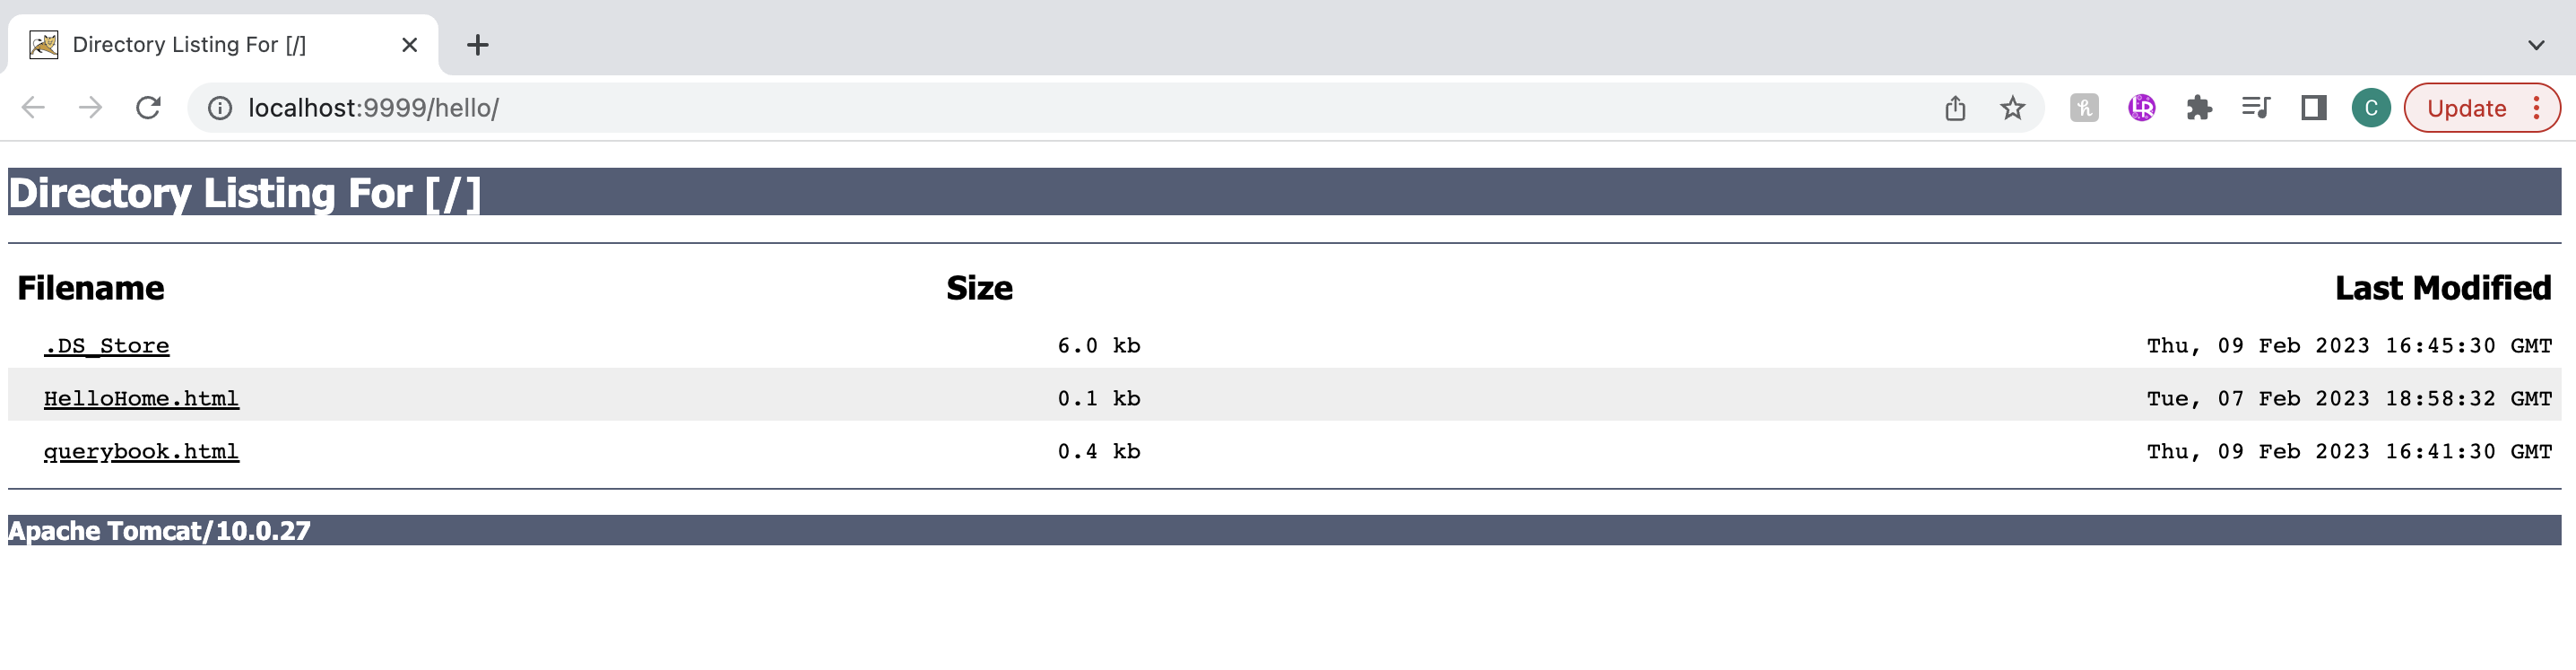 Directory Listing For [/]
localhost:9999/hello/
C
Update
Directory Listing For [/]
Filename Size Last Modified
.DS_Store 6.0 kb Thu, 09 Feb 2023 16:45:30 GMT
HelloHome.html 0.1 kb Tue, 07 Feb 2023 18:58:32 GMT
querybook.html 0.4 kb Thu, 09 Feb 2023 16:41:30 GMT
Apache Tomcat/10.0.27